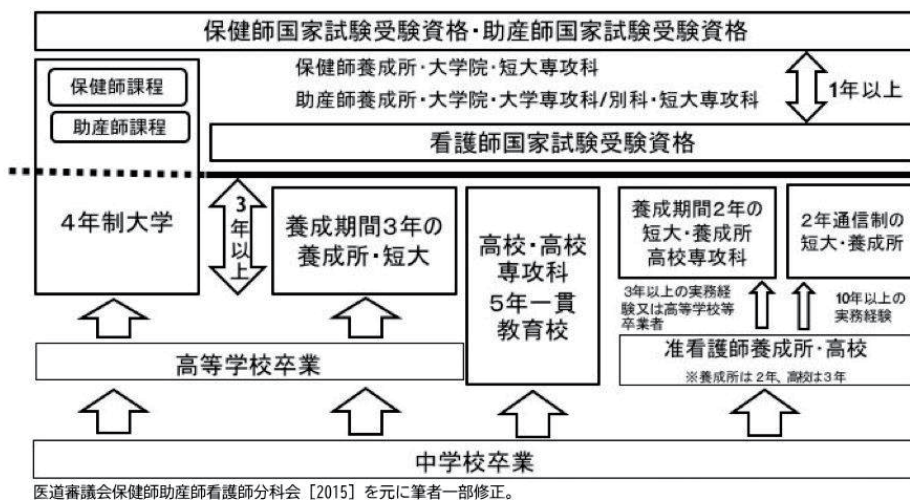 保健師国家試験受験資格・助産師国家試験受験資格
保健師課程
助産師課程
4年制大学
保健師養成所・大学院・短大専攻科
助産師養成所・大学院・大学専攻科/別科・短大専攻科
1年以上
看護師国家試験受験資格
3年以上
養成期間3年の
養成所・短大
高校・高校
専攻科
5年一貫
教育校
養成期間2年の
短大・養成所
高校専攻科
2年通信制の
短大・養成所
3年以上の実務経
験又は高等学校等
卒業者
10年以上の
実務経験
高等学校卒業
准看護師養成所・高校
※養成所は2年、高校は3年
中学校卒業
医道審議会保健師助産師看護師分科会［2015］を元に筆者一部修正。